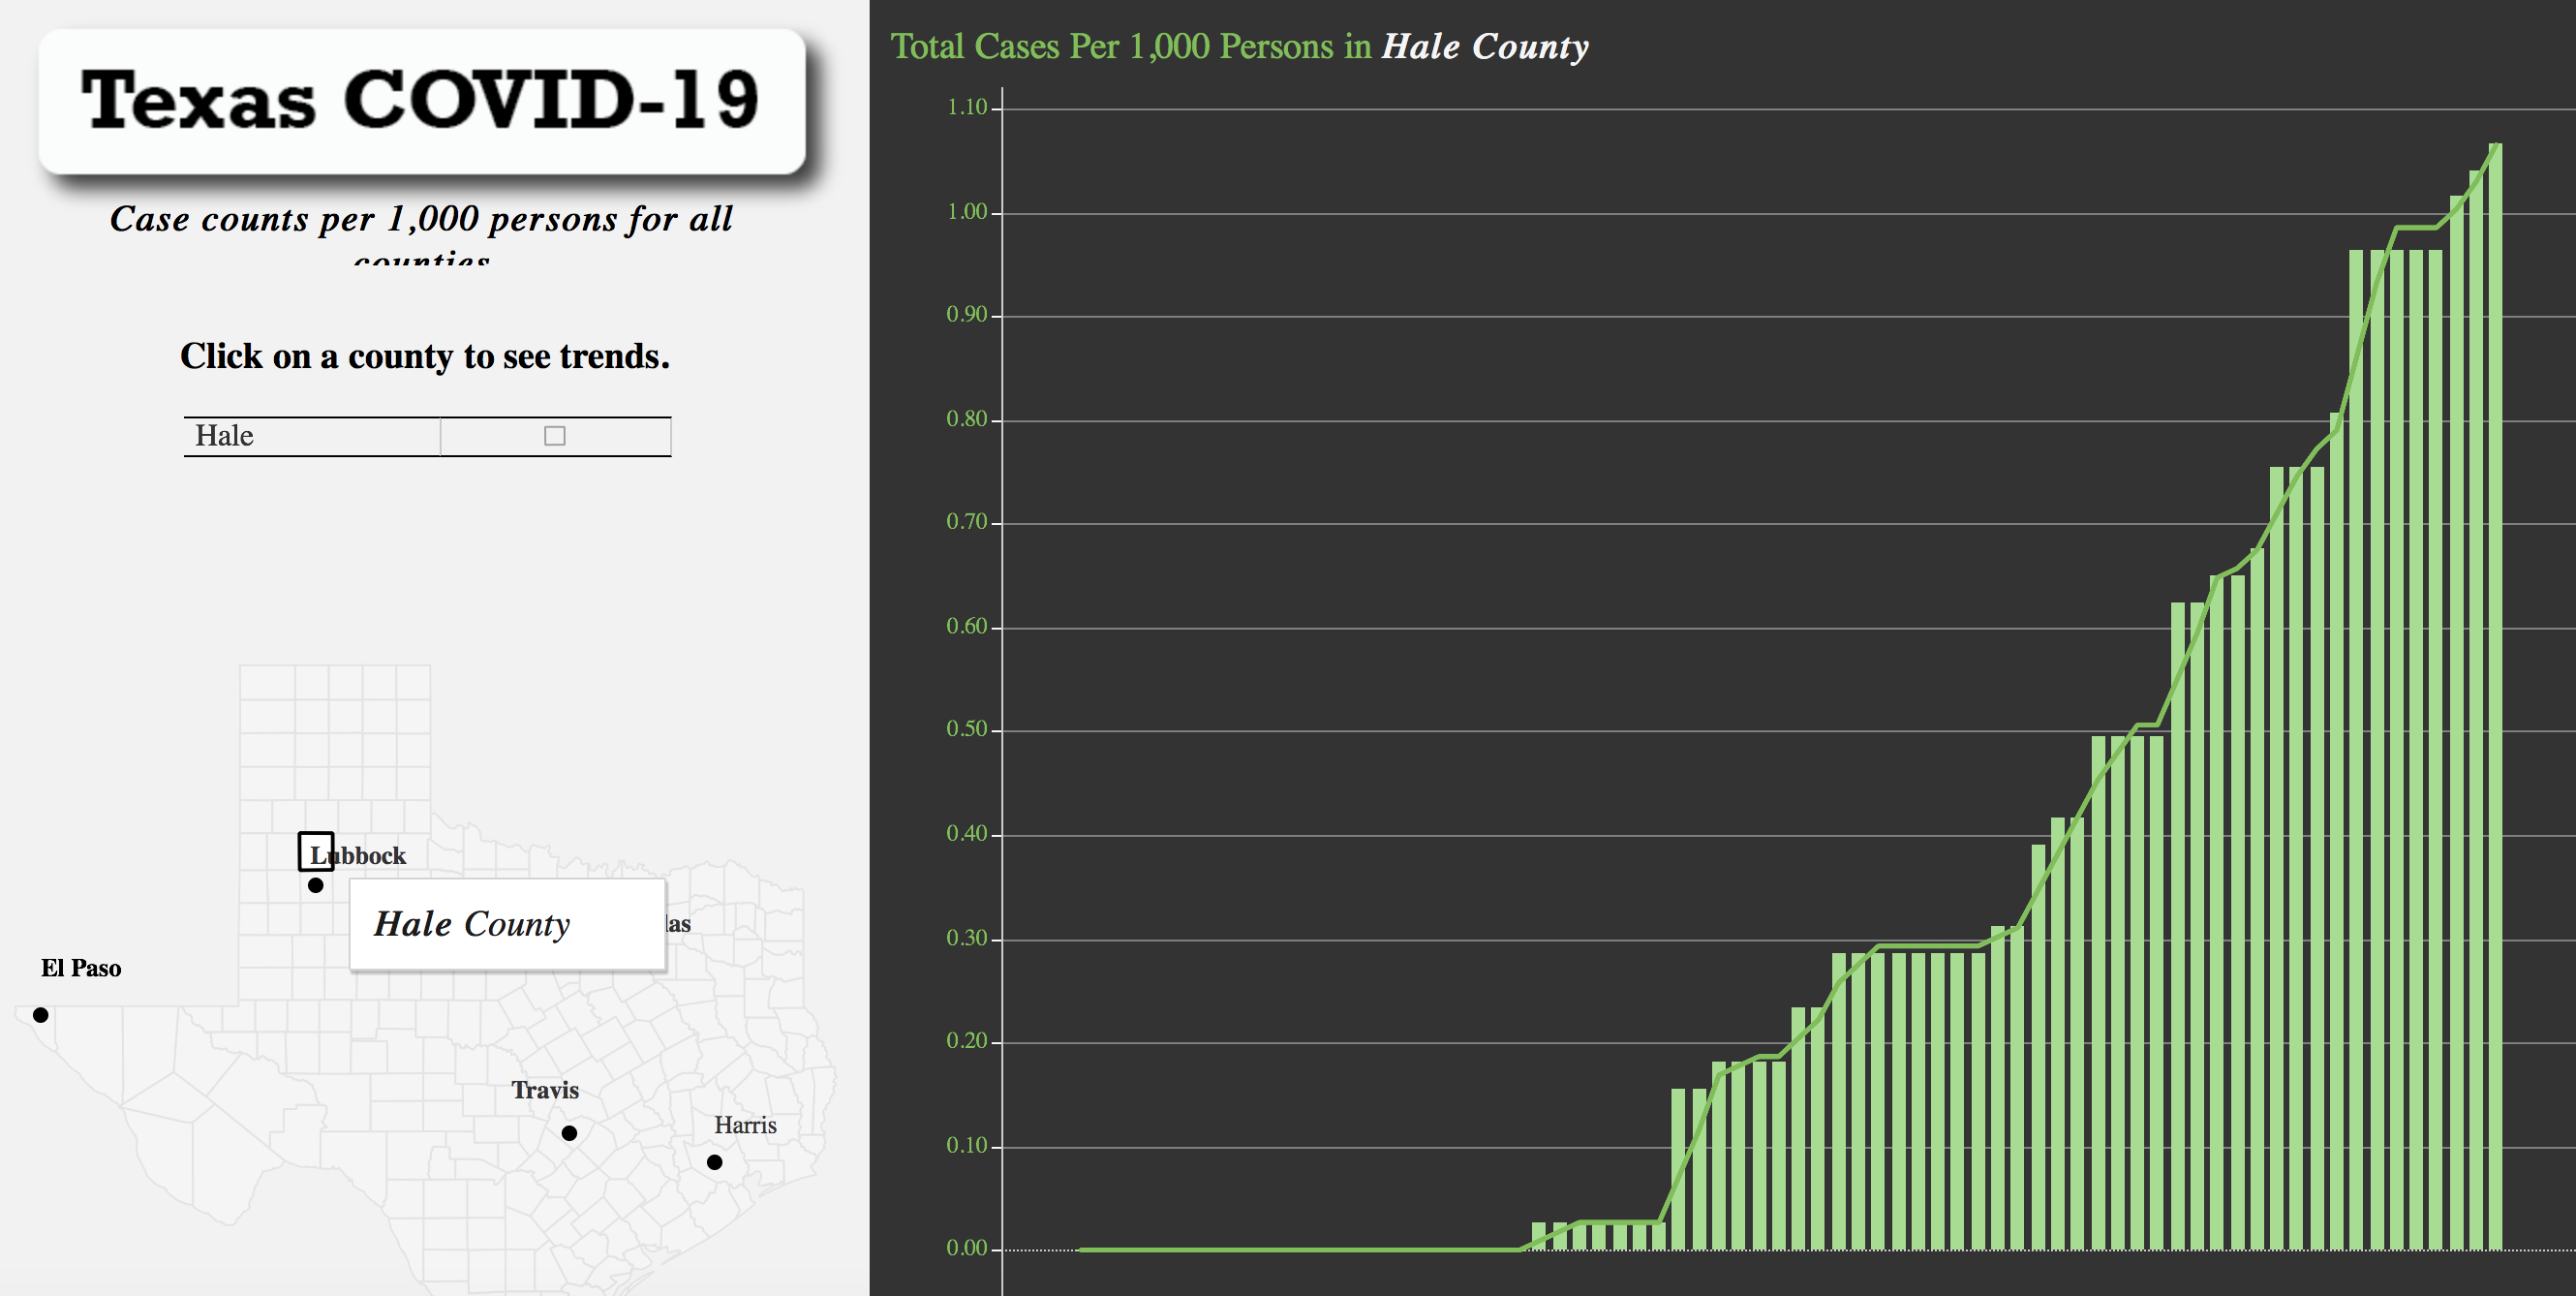 Texas COVID-19
Case counts per 1,000 persons for all
counties
Click on a county to see trends.
Hale
Lubbock
Hale County
las
El Paso
Travis
Harris
Total Cases Per 1,000 Persons in Hale County
1.10
1.00
0.90
0.80
0.70
0.60
0.50
0.40
0.30
0.20
0.10
0.00